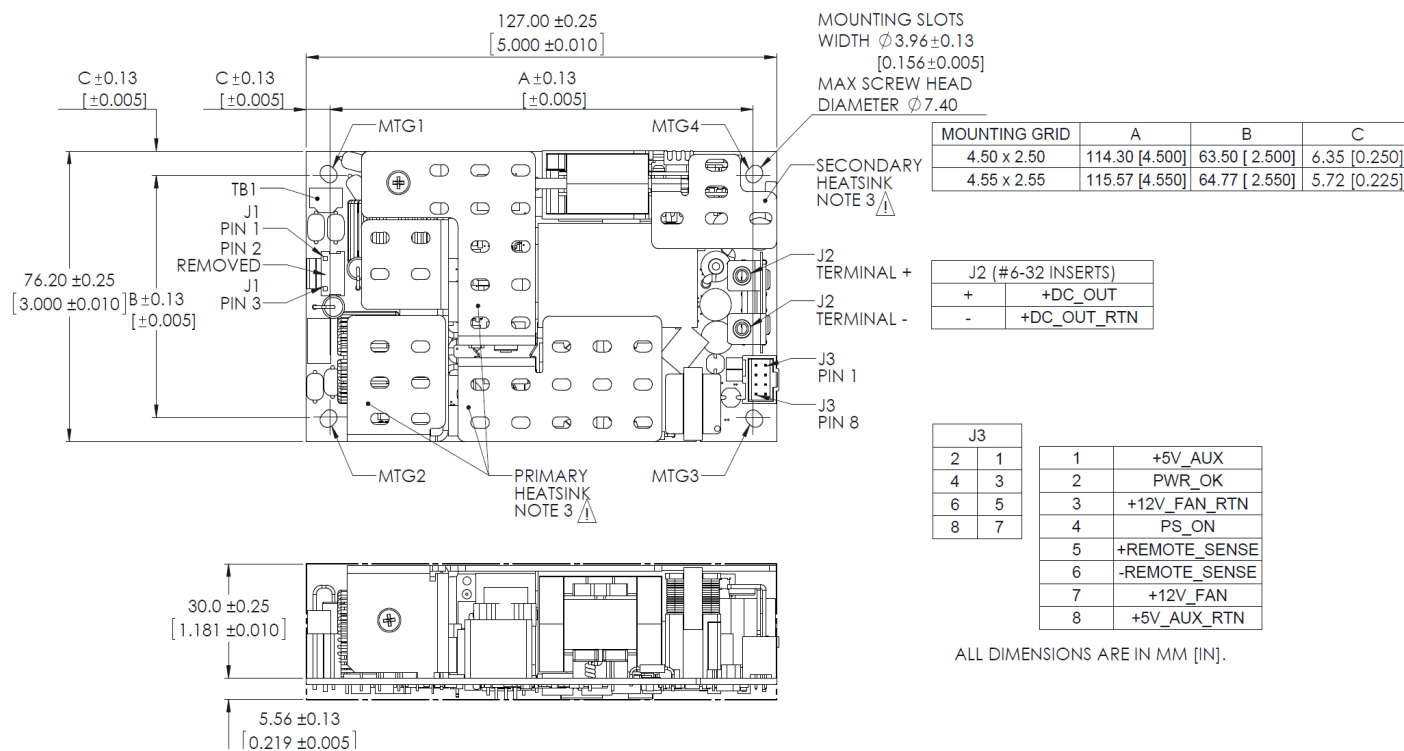 127.00 ±0.25
[5.000 ±0.010]
MOUNTING SLOTS
WIDTH ∅3.96±0.13
[0.156±0.005]
MAX SCREW HEAD
DIAMETER ∅7.40
C±0.13
[±0.005]
C±0.13
[±0.005]
A±0.13
[±0.005]
MTG1
MTG4
MOUNTING GRID A B C
4.50 x 2.50 114.30 [4.500] 63.50 [ 2.500] 6.35 [0.250]
4.55 x 2.55 115.57 [4.550] 64.77 [ 2.550] 5.72 [0.225]
SECONDARY
HEATSINK
NOTE 3 !
TB1
J1
PIN 1
PIN 2
REMOVED
J1
PIN 3
76.20 ±0.25
[3.000 ±0.010]
B±0.13
[±0.005]
J2
TERMINAL +
J2
TERMINAL -
J2 (#6-32 INSERTS)
+ +DC_OUT
- +DC_OUT_RTN
J3
PIN 1
J3
PIN 8
MTG2
PRIMARY
HEATSINK
NOTE 3 !
MTG3
J3
2 1
4 3
6 5
8 7
1 +5V_AUX
2 PWR_OK
3 +12V_FAN_RTN
4 PS_ON
5 +REMOTE_SENSE
6 -REMOTE_SENSE
7 +12V_FAN
8 +5V_AUX_RTN
30.0 ±0.25
[1.181 ±0.010]
5.56 ±0.13
[0.219 ±0.005]
ALL DIMENSIONS ARE IN MM [IN].